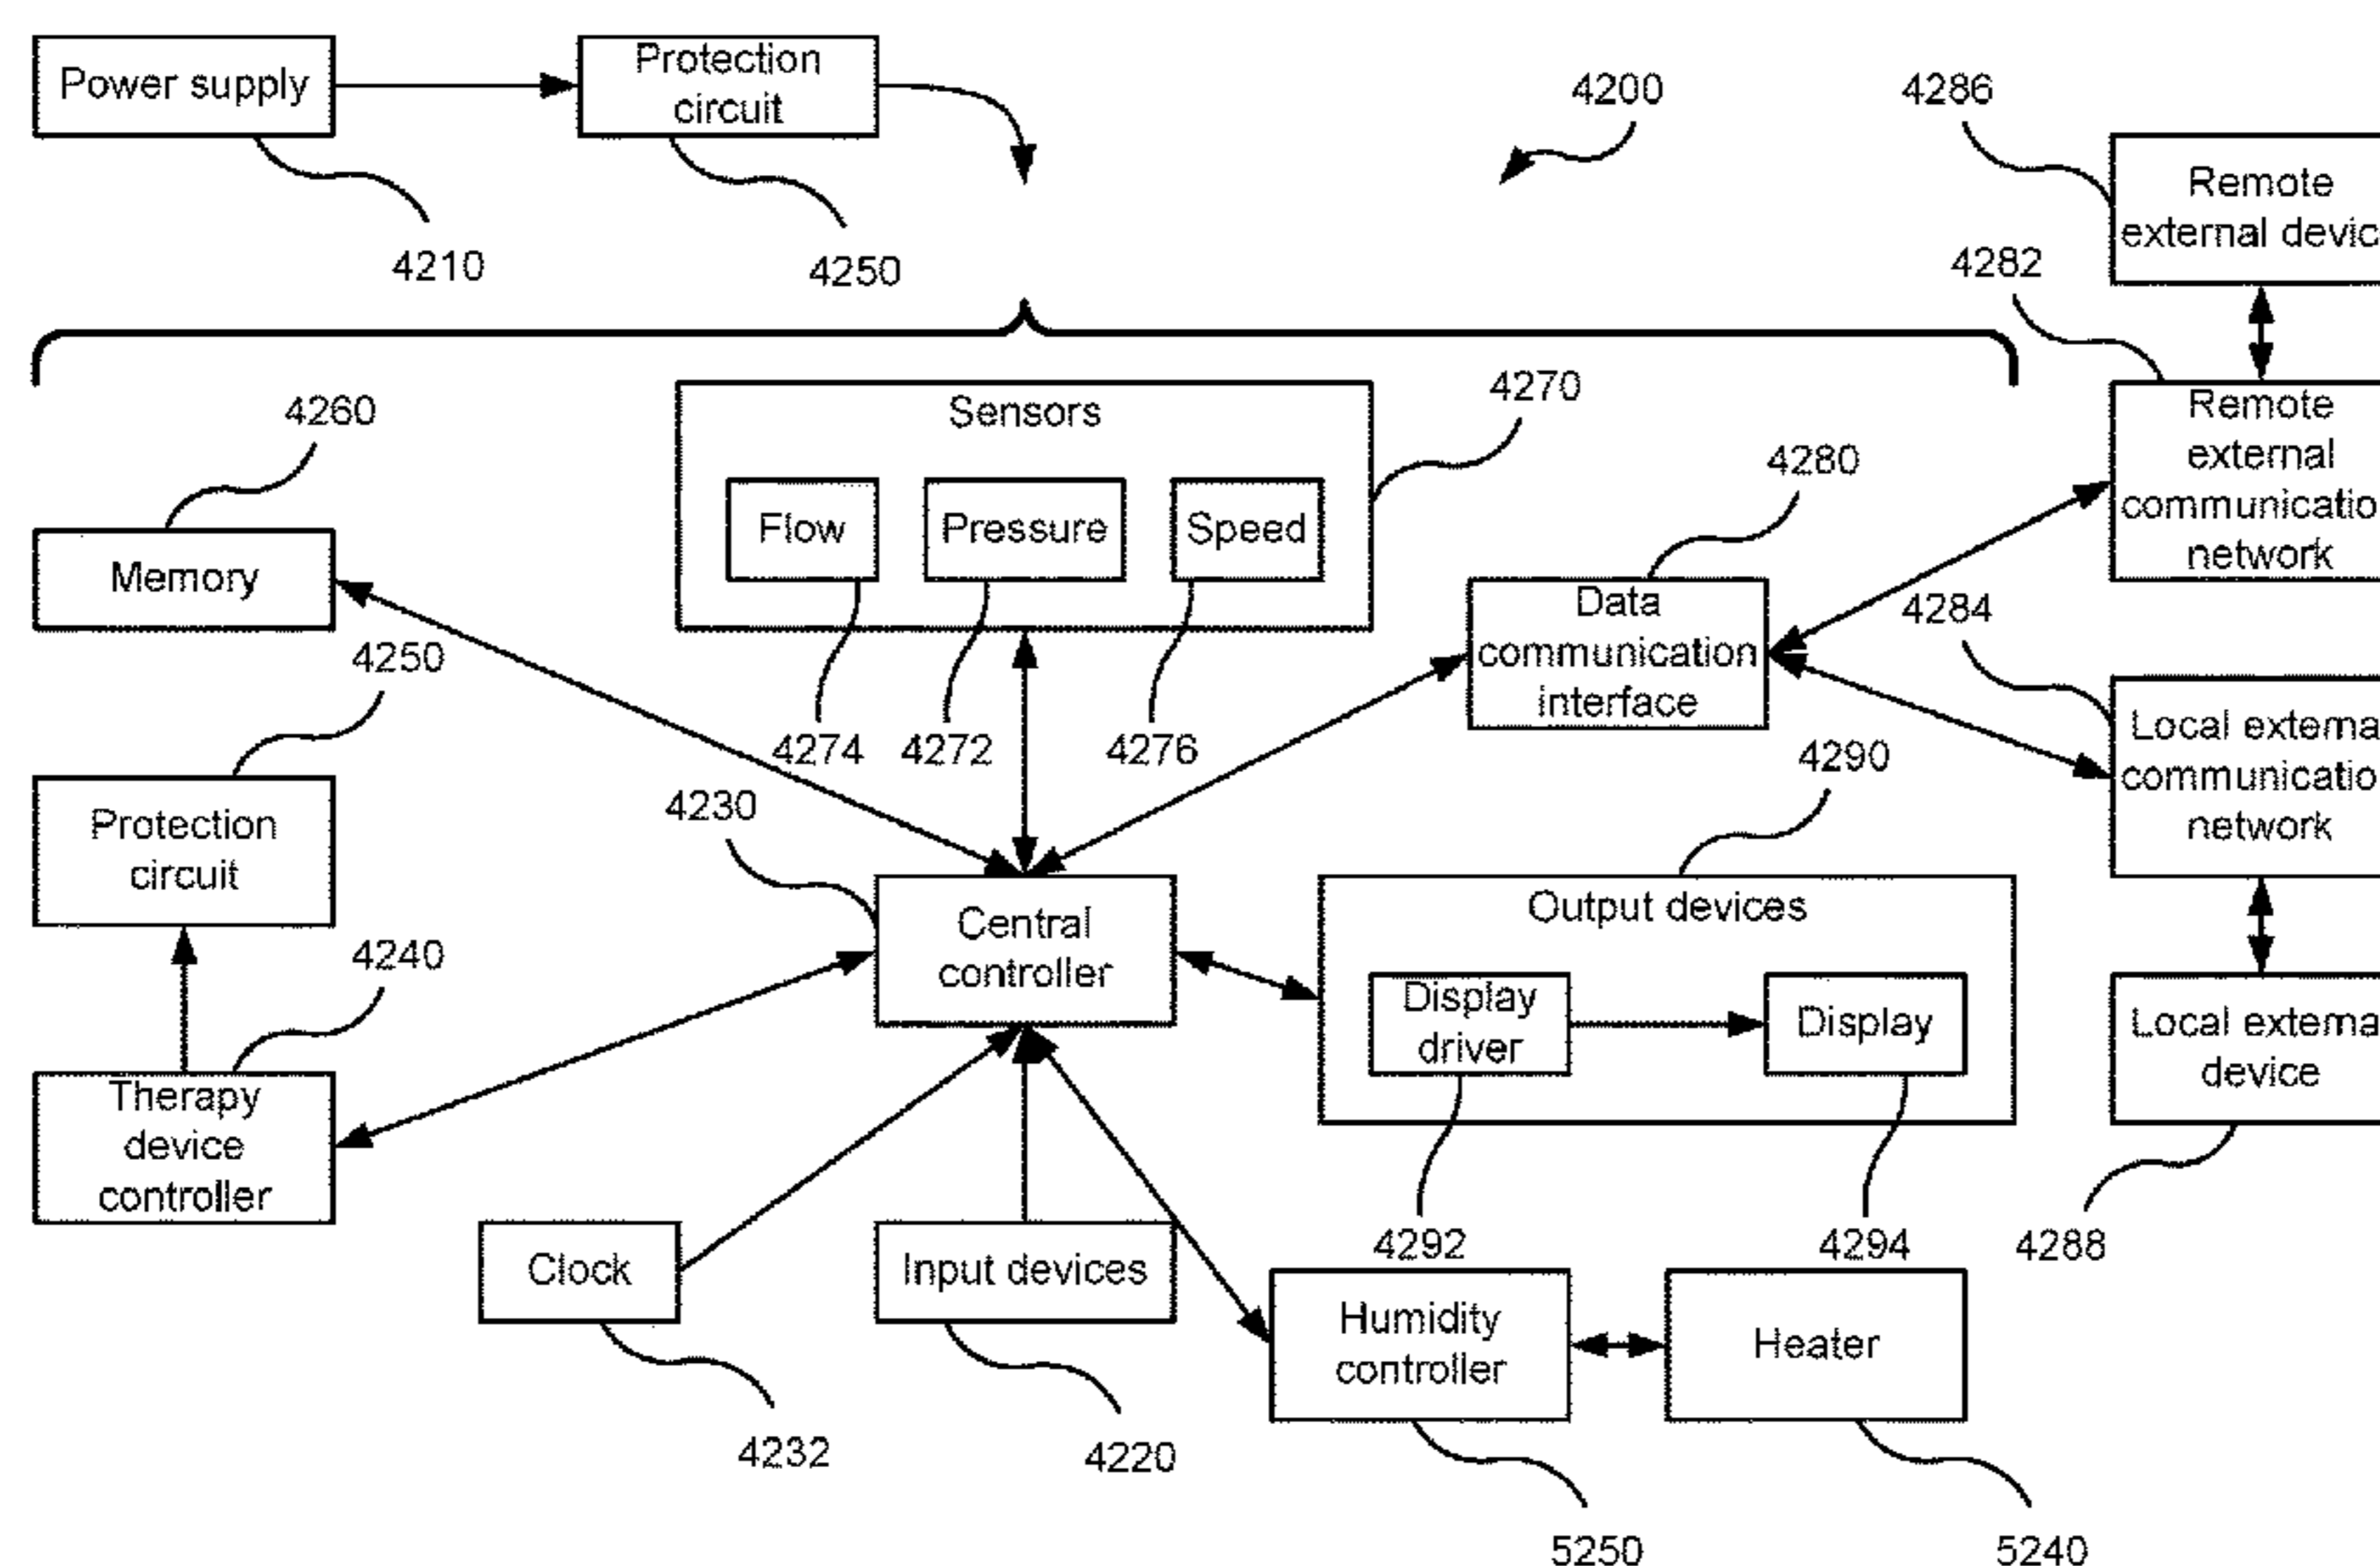 Power supply
Protection
circuit
4200
4286
Remote
external devic
4210
4250
4282
Remote
external
communicatio
network
4260
Sensors
4270
Flow
Pressure
Speed
4280
Memory
4250
4274
4272
4276
Data
communication
interface
4284
Local externa
communicatio
network
4290
Protection
circuit
4230
Central
controller
Output devices
Display
driver
Display
4240
Therapy
device
controller
Local externa
device
4292
4294
4288
Clock
Input devices
Humidity
controller
Heater
4232
4220
5250
5240